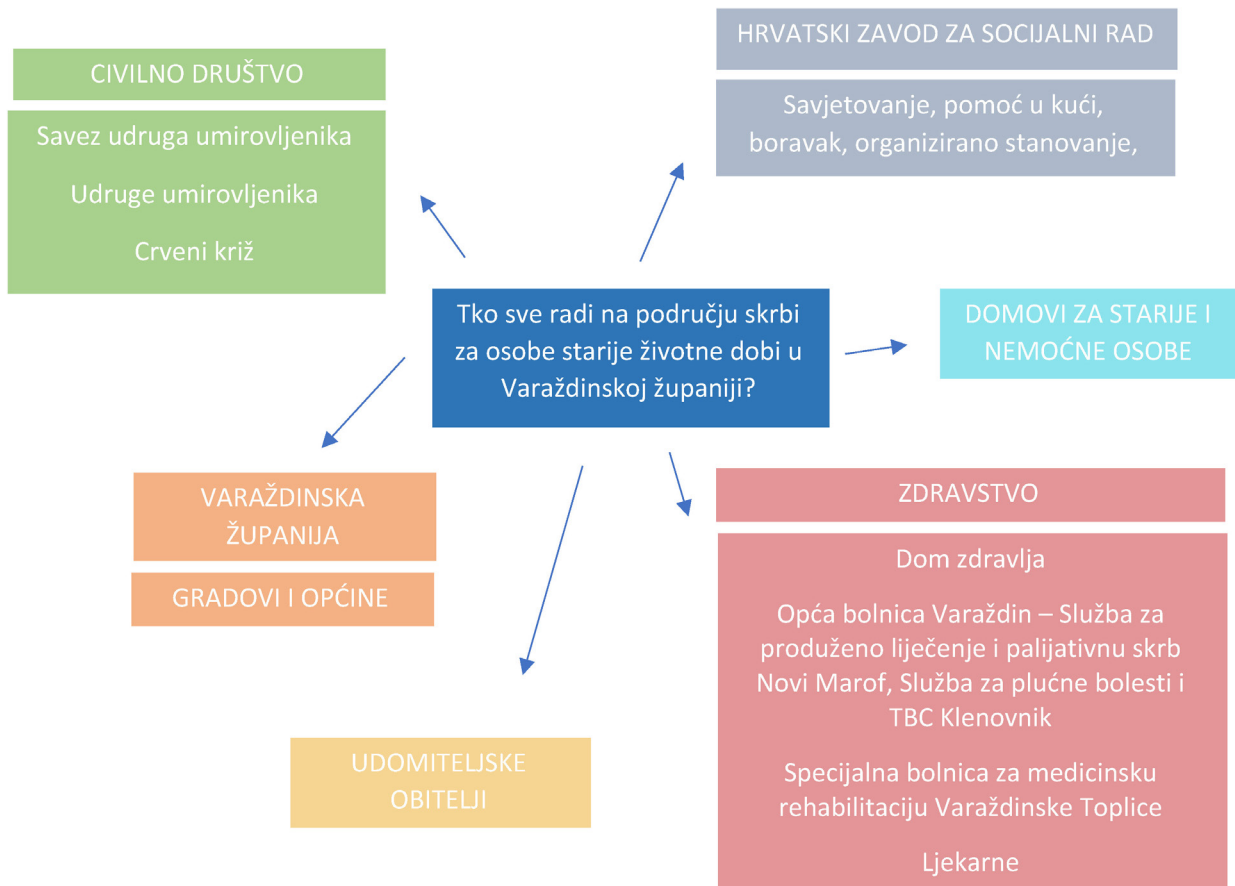 CIVILNO DRUŠTVO
Savez udruga umirovljenika
Udruge umirovljenika
Crveni križ
HRVATSKI ZAVOD ZA SOCIJALNI RAD
Savjetovanje, pomoć u kući,
boravak, organizirano stanovanje,
Tko sve radi na području skrbi
za osobe starije životne dobi u
Varaždinskoj županiji?
DOMOVI ZA STARIJE I
NEMOĆNE OSOBE
VARAŽDINSKA
ŽUPANIJA
GRADOVI I OPĆINE
UDOMITELJSKE
OBITELJI
ZDRAVSTVO
Dom zdravlja
Opća bolnica Varaždin – Služba za
produženo liječenje i palijativnu skrb
Novi Marof, Služba za plućne bolesti i
TBC Klenovnik
Specijalna bolnica za medicinsku
rehabilitaciju Varaždinske Toplice
Ljekarne